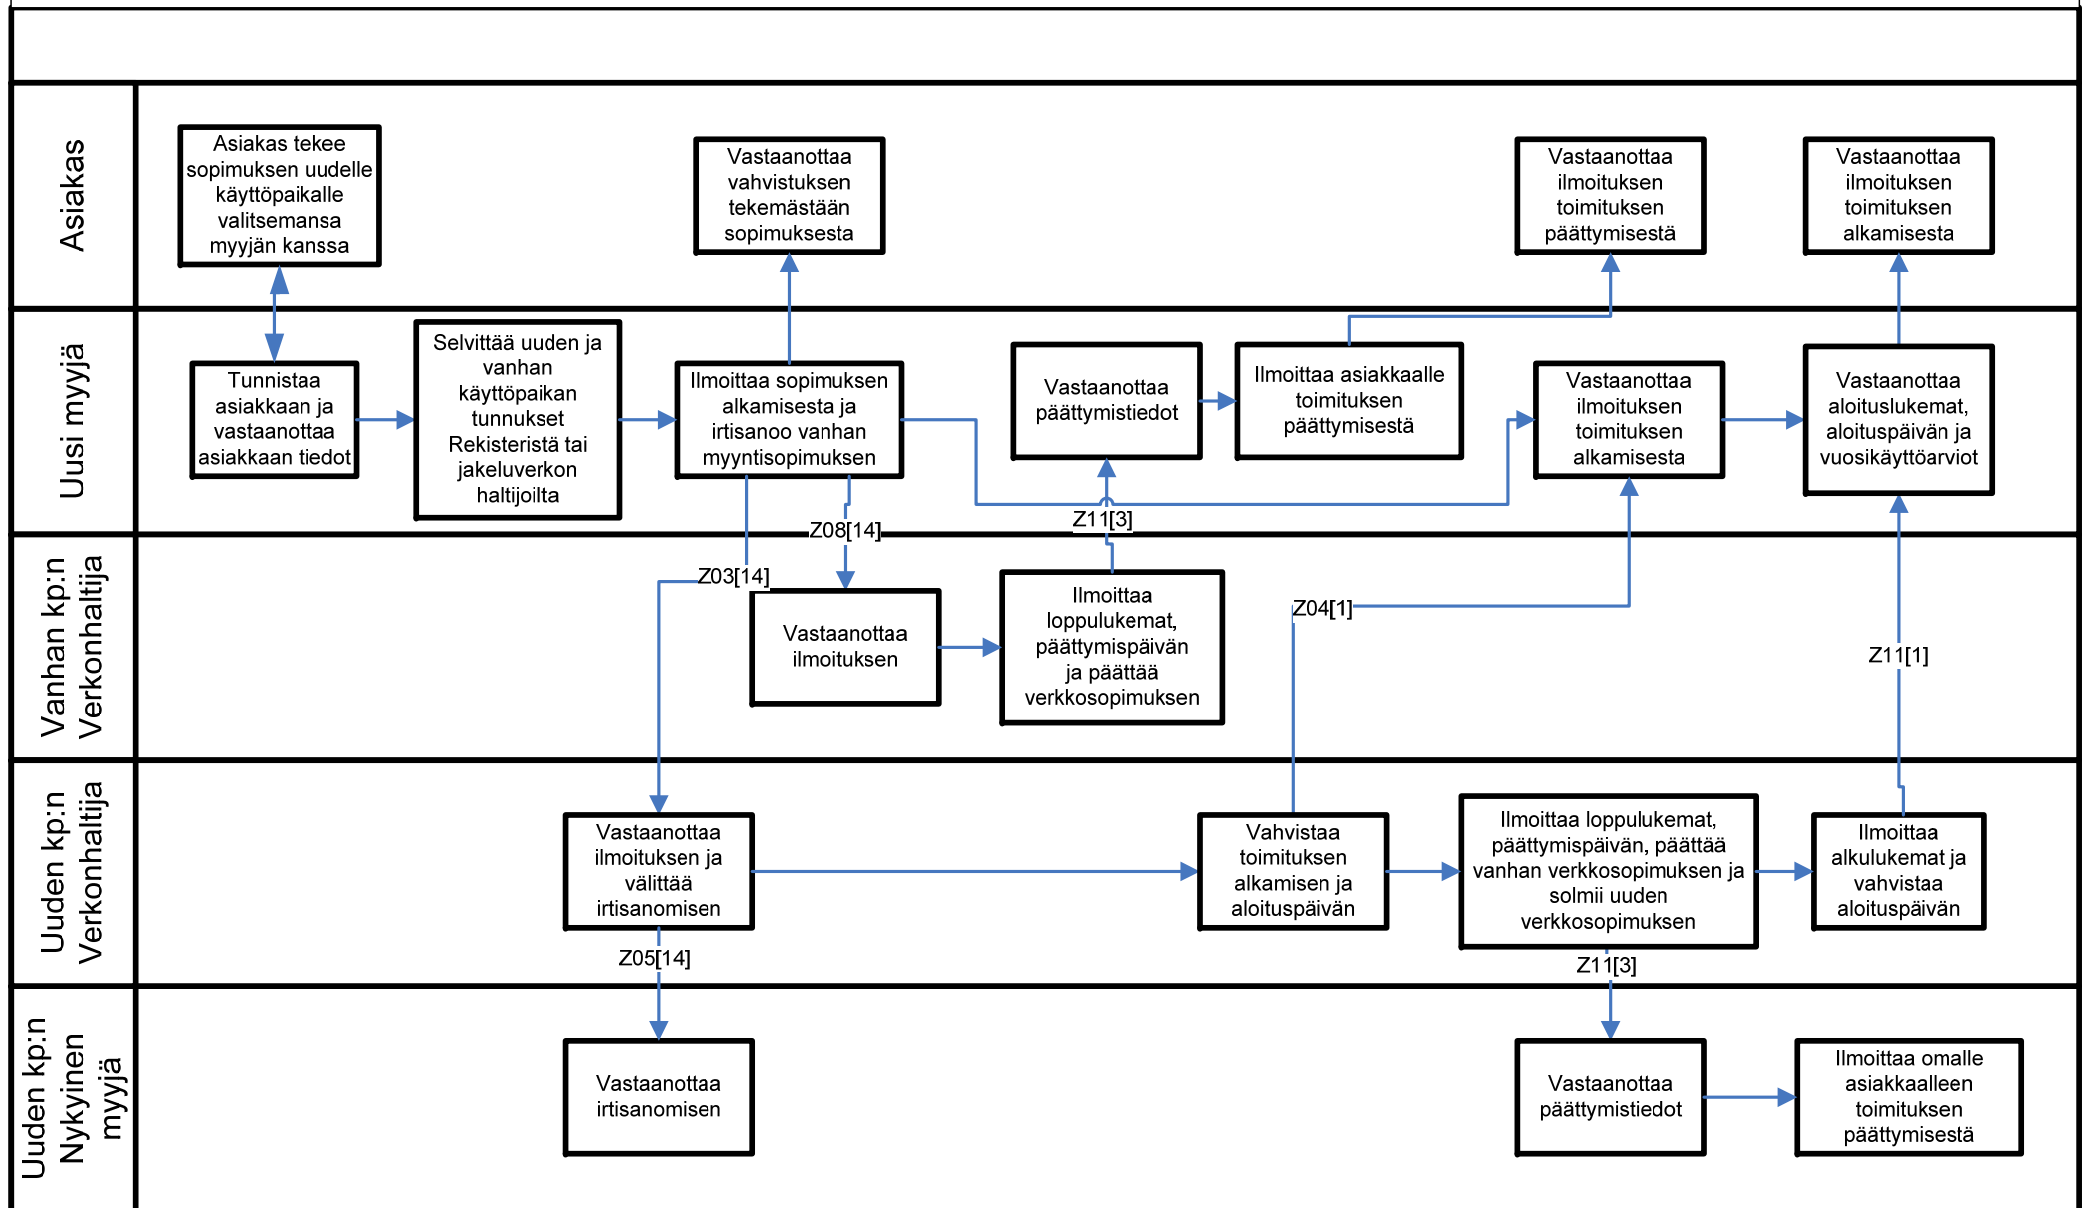 Asiakas
Asiakas tekee
sopimuksen uudelle
käyttöpaikalle
valitsemansa
myyjän kanssa
Vastaanottaa
vahvistuksen
tekemästään
sopimuksesta
Vastaanottaa
ilmoituksen
toimituksen
päättymisestä
Vastaanottaa
ilmoituksen
toimituksen
alkamisesta
Uusi myyjä
Tunnistaa
asiakkaan ja
vastaanottaa
asiakkaan tiedot
Selvittää uuden ja
vanhan
käyttöpaikan
tunnukset
Rekisteristä tai
jakeluverkon
haltijoilta
Ilmoittaa sopimuksen
alkamisesta ja
irtisanoo vanhan
myyntisopimuksen
Vastaanottaa
päättymistiedot
Ilmoittaa asiakkaalle
toimituksen
päättymisestä
Vastaanottaa
ilmoituksen
toimituksen
alkamisesta
Vastaanottaa
aloituslukemat,
aloituspäivän ja
vuosikäyttöarviot
Z08[14]
Z11[3]
Vanhan kp:n
Verkonhaltija
Z03[14]
Vastaanottaa
ilmoituksen
Ilmoittaa
loppulukemat,
päättymispäivän
ja päättää
verkkosopimuksen
Z04[1]
Z11[1]
Uuden kp:n
Verkonhaltija
Vastaanottaa
ilmoituksen ja
välittää
irtisanomisen
Vahvistaa
toimituksen
alkamisen ja
aloituspäivän
Ilmoittaa loppulukemat,
päättymispäivän, päättää
vanhan verkkosopimuksen ja
solmii uuden
verkkosopimuksen
Ilmoittaa
alkulukemat ja
vahvistaa
aloituspäivän
Z05[14]
Z11[3]
Uuden kp:n
Nykyinen
myyjä
Vastaanottaa
irtisanomisen
Vastaanottaa
päättymistiedot
Ilmoittaa omalle
asiakkaalleen
toimituksen
päättymisestä